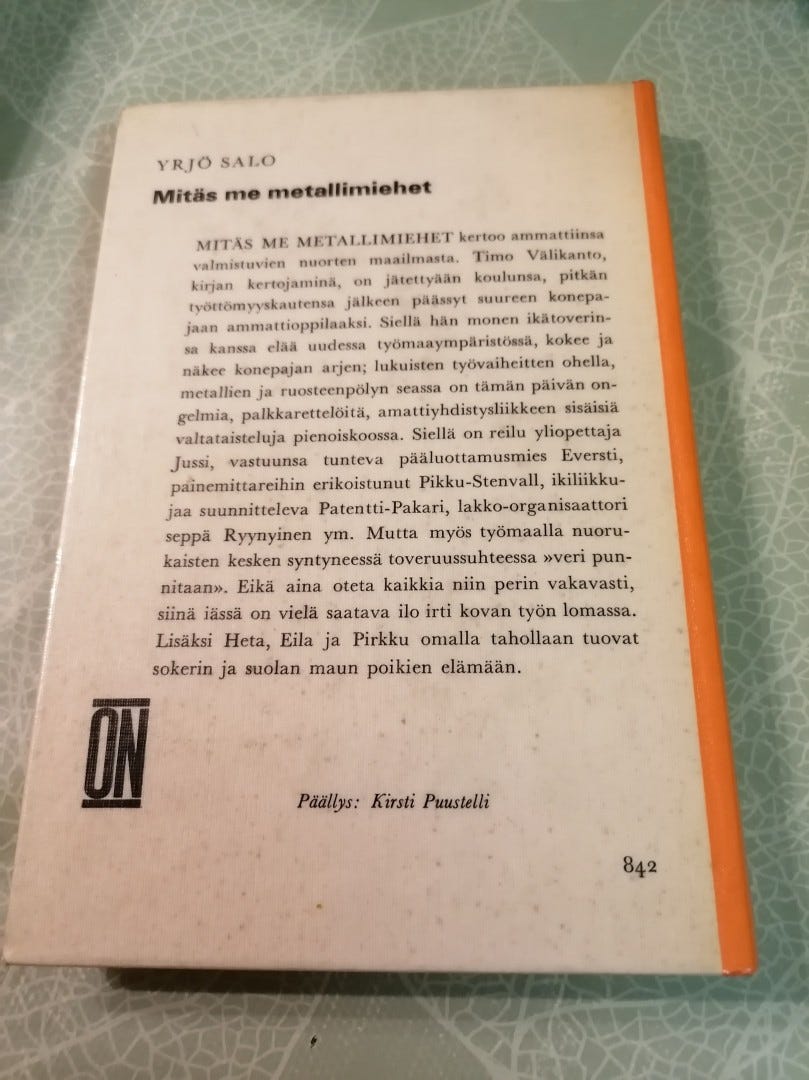 YRJÖ SALO
Mitäs me metallimiehet
MITÄS ME METALLIMIEHET kertoo ammattiinsa
valmistuvien nuorten maailmasta. Timo Välikanto,
kirjan kertojaminä, on jätettyään koulunsa, pitkän
työttömyyskautensa jälkeen päässyt suureen konepa-
jaan ammattioppilaaksi. Siellä hän monen ikätoverin-
sa kanssa elää uudessa työmaaympäristössä, kokee ja
näkee konepajan arjen; lukuisten työvaiheitten ohella,
metallien ja ruosteenpölyn seassa on tämän päivän on-
gelmia, palkkarettelöitä, amattiyhdistysliikkeen sisäisiä
valtataisteluja pienoiskoossa. Siellä on reilu yliopettaja
Jussi, vastuunsa tunteva pääluottamusmies Eversti,
painemittareihin erikoistunut Pikku-Stenvall, ikiliikku-
jaa suunnitteleva Patentti-Pakari, lakko-organisaattori
seppä Ryynyinen ym. Mutta myös työmaalla nuoru-
kaisten kesken syntyneessä toveruussuhteessa »veri pun-
nitaan». Eikä aina oteta kaikkia niin perin vakavasti,
siinä iässä on vielä saatava ilo irti kovan työn lomassa.
Lisäksi Heta, Eila ja Pirkku omalla tahollaan tuovat
sokerin ja suolan maun poikien elämään.
ON
Päällys: Kirsti Puustelli
842